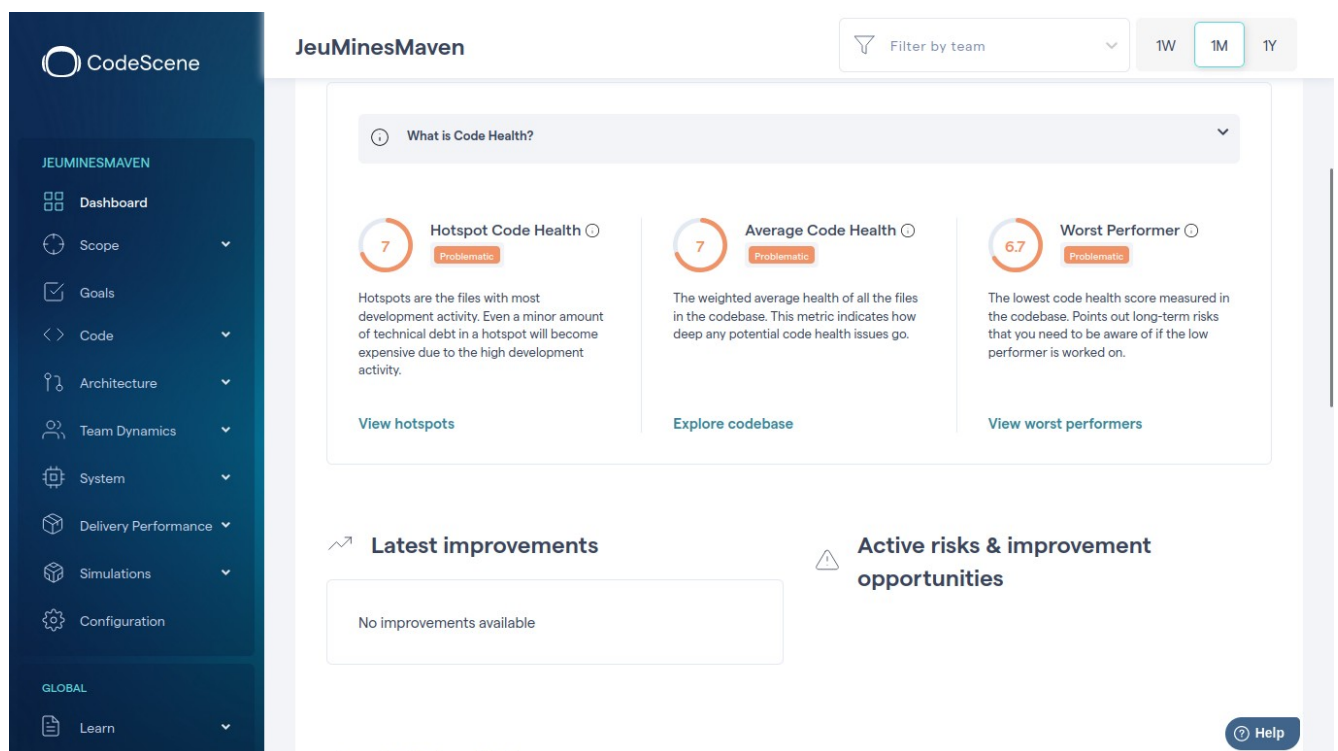 CodeScene
JEUMINESMAVEN
Dashboard
Scope
Goals
Code
Architecture
Team Dynamics
System
Delivery Performance
Simulations
Configuration
GLOBAL
Learn
JeuMinesMaven
Filter by team
1W
1M
1Y
What is Code Health?
7
Hotspot Code Health
Problematic
Hotspots are the files with most
development activity. Even a minor amount
of technical debt in a hotspot will become
expensive due to the high development
activity.
View hotspots
7
Average Code Health
Problematic
The weighted average health of all the files
in the codebase. This metric indicates how
deep any potential code health issues go.
Explore codebase
6.7
Worst Performer
Problematic
The lowest code health score measured in
the codebase. Points out long-term risks
that you need to be aware of if the low
performer is worked on.
View worst performers
Latest improvements
No improvements available
Active risks & improvement
opportunities
Help